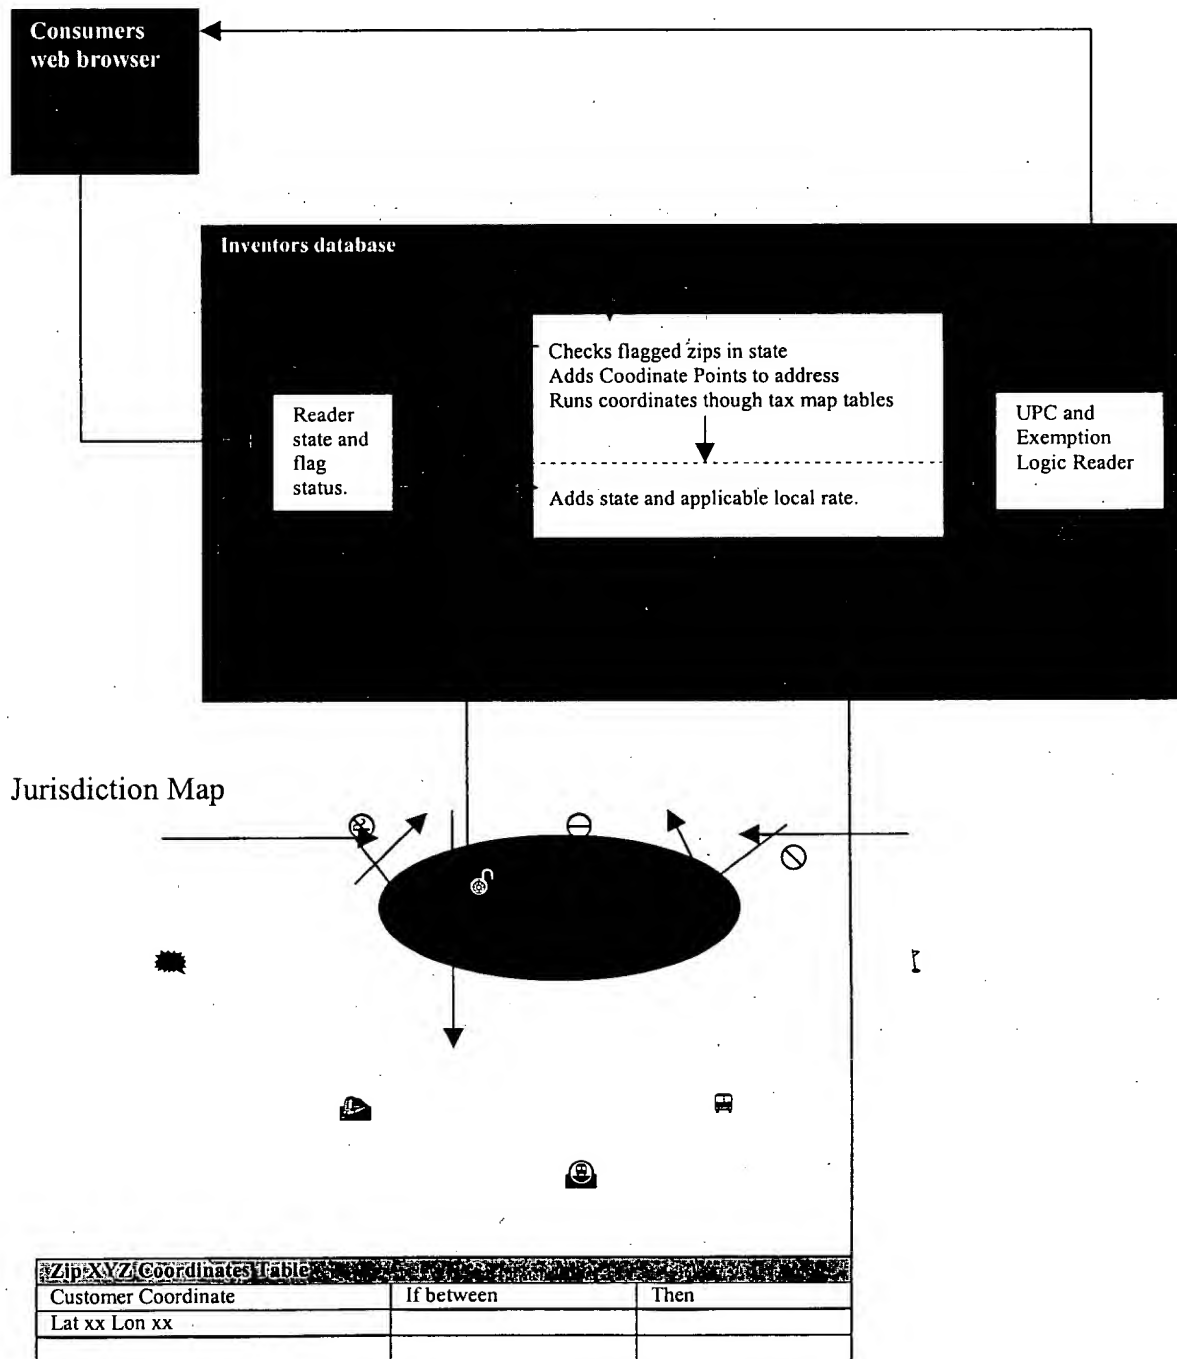 Consumers
web browser
Inventors database
Checks flagged zips in state
Adds Coodinate Points to address
Runs coordinates though tax map tables
Reader
state and
flag
status.
UPC and
Exemption
Logic Reader
Adds state and applicable local rate.
Jurisdiction Map
Zip XYZ Coordinates Table
Customer Coordinate If between Then
Lat xx Lon xx